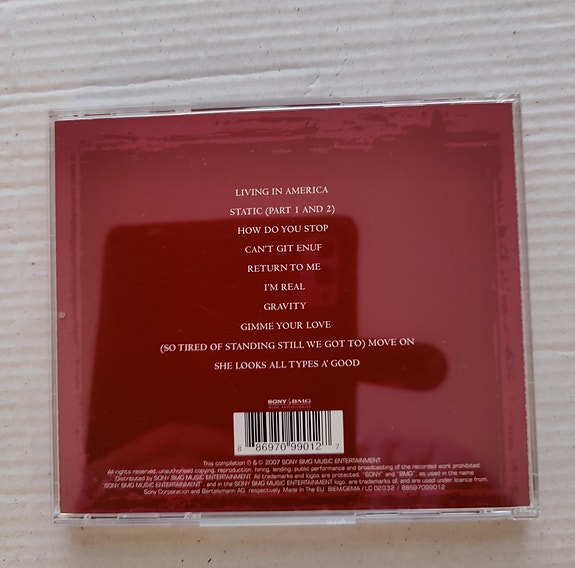 LIVING IN AMERICA
STATIC (PART 1 AND 2)
HOW DO YOU STOP
CAN'T GIT ENUF
RETURN TO ME
I'M REAL
GRAVITY
GIMME YOUR LOVE
(SO TIRED OF STANDING STILL WE GOT TO) MOVE ON
SHE LOOKS ALL TYPES A' GOOD
SONY BMG
MUSIC ENTERTAINMENT
8 86970 99012 7
This compilation ℗ & © 2007 SONY BMG MUSIC ENTERTAINMENT.
All rights reserved, unauthorised copying, reproduction, hiring, lending, public performance and broadcasting of the recorded work prohibited.
Distributed by SONY BMG MUSIC ENTERTAINMENT. All trademarks and logos are protected. "SONY" and "BMG", as used in the name
"SONY BMG MUSIC ENTERTAINMENT", and in the SONY BMG MUSIC ENTERTAINMENT logo, are trademarks of, and are used under licence from,
Sony Corporation and Bertelsmann AG, respectively. Made In The EU. BIEM/GEMA / LC 02032 / 88697099012